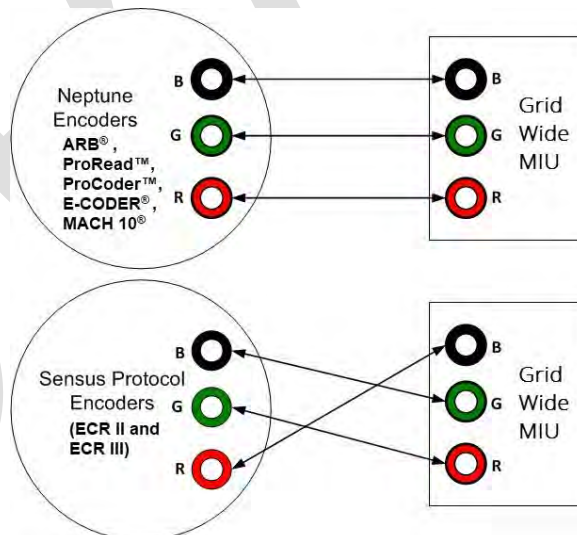 Neptune
Encoders
ARB®,
ProRead™,
ProCoder™,
E-CODER®,
MACH 10®
B
G
R
B
G
R
Grid
Wide
MIU
Sensus Protocol
Encoders
(ECR II and
ECR III)
B
G
R
B
G
R
Grid
Wide
MIU